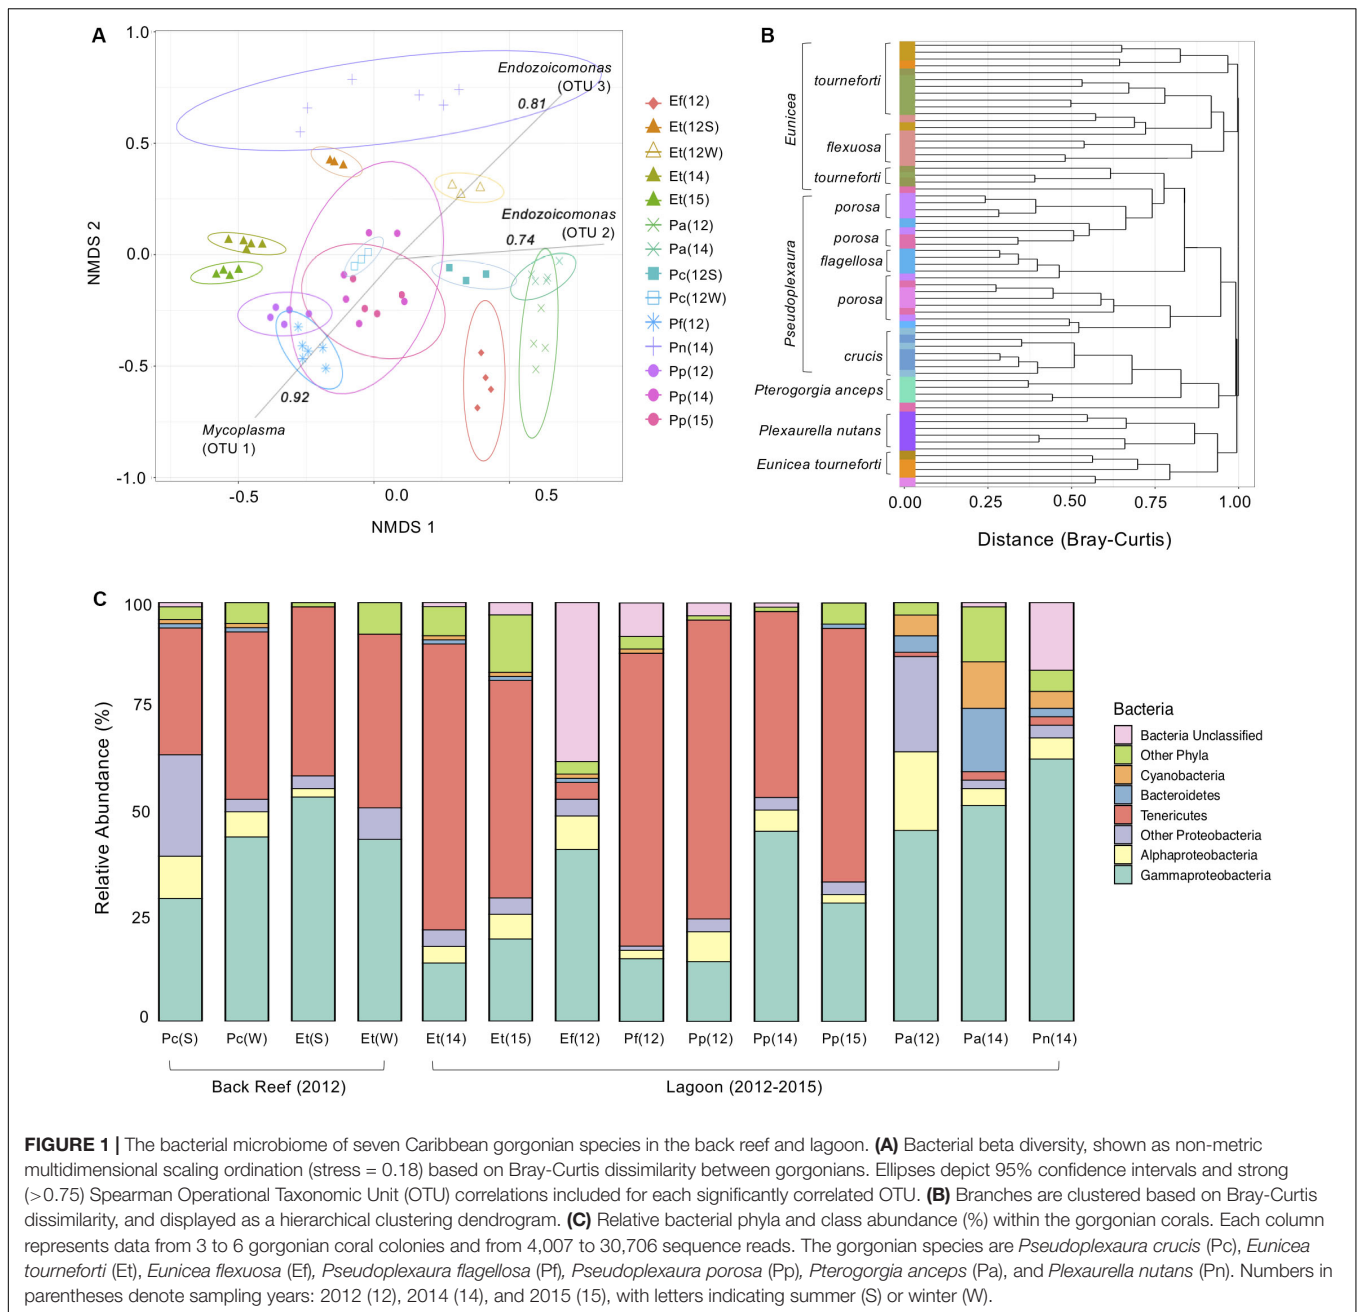 A
1.0
0.5
0.0
-0.5
-1.0
NMDS 2
-0.5
0.0
0.5
NMDS 1
Endozoicomonas
(OTU 3)
0.81
Endozoicomonas
(OTU 2)
0.74
0.92
Mycoplasma
(OTU 1)
Ef(12)
Et(12S)
Et(12W)
Et(14)
Et(15)
Pa(12)
Pa(14)
Pc(12S)
Pc(12W)
Pf(12)
Pn(14)
Pp(12)
Pp(14)
Pp(15)
B
Eunicea
tourneforti
flexuosa
tourneforti
Pseudoplexaura
porosa
porosa
flagellosa
porosa
crucis
Pterogorgia anceps
Plexaurella nutans
Eunicea tourneforti
0.00
0.25
0.50
0.75
1.00
Distance (Bray-Curtis)
C
100
75
50
25
0
Relative Abundance (%)
Pc(S)
Pc(W)
Et(S)
Et(W)
Et(14)
Et(15)
Ef(12)
Pf(12)
Pp(12)
Pp(14)
Pp(15)
Pa(12)
Pa(14)
Pn(14)
Back Reef (2012)
Lagoon (2012-2015)
Bacteria
Bacteria Unclassified
Other Phyla
Cyanobacteria
Bacteroidetes
Tenericutes
Other Proteobacteria
Alphaproteobacteria
Gammaproteobacteria
FIGURE 1 | The bacterial microbiome of seven Caribbean gorgonian species in the back reef and lagoon. (A) Bacterial beta diversity, shown as non-metric
multidimensional scaling ordination (stress = 0.18) based on Bray-Curtis dissimilarity between gorgonians. Ellipses depict 95% confidence intervals and strong
(>0.75) Spearman Operational Taxonomic Unit (OTU) correlations included for each significantly correlated OTU. (B) Branches are clustered based on Bray-Curtis
dissimilarity, and displayed as a hierarchical clustering dendrogram. (C) Relative bacterial phyla and class abundance (%) within the gorgonian corals. Each column
represents data from 3 to 6 gorgonian coral colonies and from 4,007 to 30,706 sequence reads. The gorgonian species are Pseudoplexaura crucis (Pc), Eunicea
tourneforti (Et), Eunicea flexuosa (Ef), Pseudoplexaura flagellosa (Pf), Pseudoplexaura porosa (Pp), Pterogorgia anceps (Pa), and Plexaurella nutans (Pn). Numbers in
parentheses denote sampling years: 2012 (12), 2014 (14), and 2015 (15), with letters indicating summer (S) or winter (W).